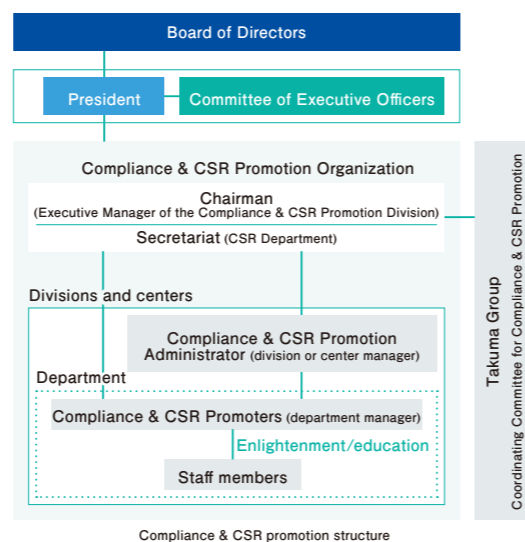 Board of Directors
President
Committee of Executive Officers
Compliance & CSR Promotion Organization
Chairman
(Executive Manager of the Compliance & CSR Promotion Division)
Secretariat (CSR Department)
Divisions and centers
Compliance & CSR Promotion
Administrator (division or center manager)
Department
Compliance & CSR Promoters (department manager)
Enlightenment/education
Staff members
Takuma Group
Coordinating Committee for Compliance & CSR Promotion
Compliance & CSR promotion structure